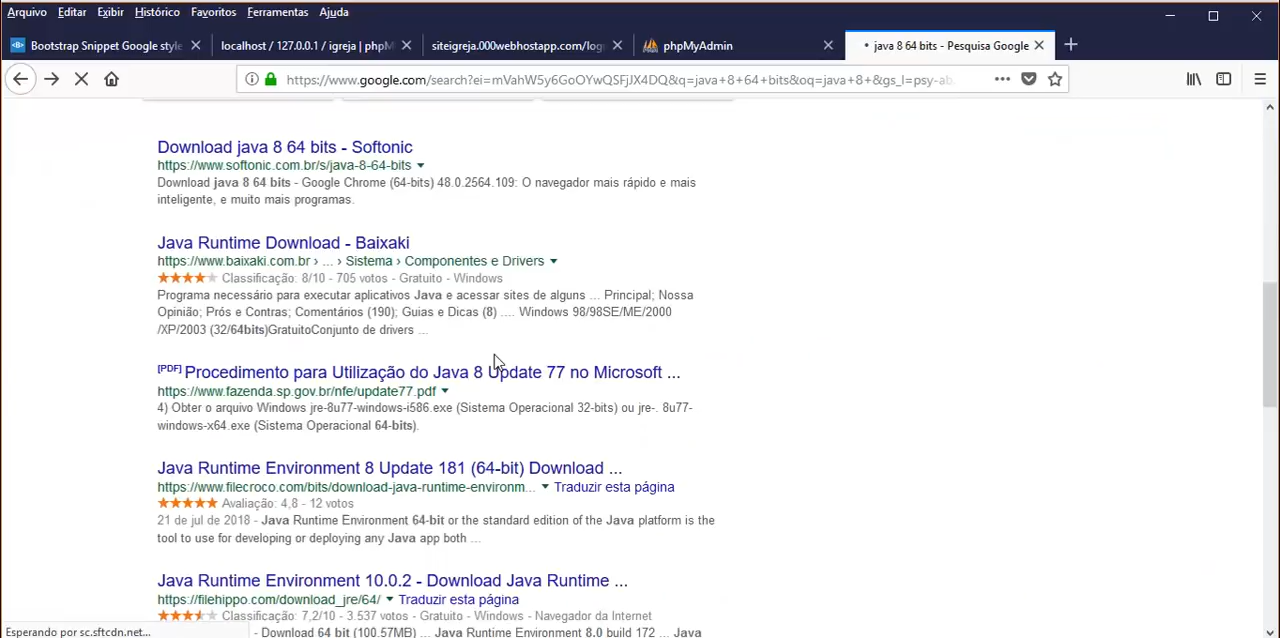 Arquivo Editar Exibir Histórico Favoritos Ferramentas Ajuda
Bootstrap Snippet Google style localhost / 127.0.0.1 / igreja | phpM siteigreja.000webhostapp.com/log phpMyAdmin java 8 64 bits - Pesquisa Google
https://www.google.com/search?ei=mVahW5y6GoOYwQSFjJX4DQ&q=java+8+64+bits&oq=java+8+&gs_l=psy-ab
Download java 8 64 bits - Softonic
https://www.softonic.com.br/s/java-8-64-bits
Download java 8 64 bits - Google Chrome (64-bits) 48.0.2564.109: O navegador mais rápido e mais
inteligente, e muito mais programas.
Java Runtime Download - Baixaki
https://www.baixaki.com.br › ... › Sistema › Componentes e Drivers
Classificação: 8/10 - 705 votos - Gratuito - Windows
Programa necessário para executar aplicativos Java e acessar sites de alguns ... Principal; Nossa
Opinião; Prós e Contras; Comentários (190); Guias e Dicas (8) .... Windows 98/98SE/ME/2000
/XP/2003 (32/64bits)GratuitoConjunto de drivers ...
[PDF] Procedimento para Utilização do Java 8 Update 77 no Microsoft ...
https://www.fazenda.sp.gov.br/nfe/update77.pdf
4) Obter o arquivo Windows jre-8u77-windows-i586.exe (Sistema Operacional 32-bits) ou jre-. 8u77-
windows-x64.exe (Sistema Operacional 64-bits).
Java Runtime Environment 8 Update 181 (64-bit) Download ...
https://www.filecroco.com/bits/download-java-runtime-environm... Traduzir esta página
Avaliação: 4,8 - 12 votos
21 de jul de 2018 - Java Runtime Environment 64-bit or the standard edition of the Java platform is the
tool to use for developing or deploying any Java app both ...
Java Runtime Environment 10.0.2 - Download Java Runtime ...
https://filehippo.com/download_jre/64/ Traduzir esta página
Classificação: 7,2/10 - 3.537 votos - Gratuito - Windows - Navegador da Internet
Esperando por sc.sftcdn.net...
- Download 64 bit (100.57MB) ... Java Runtime Environment 8.0 build 172 ... Java